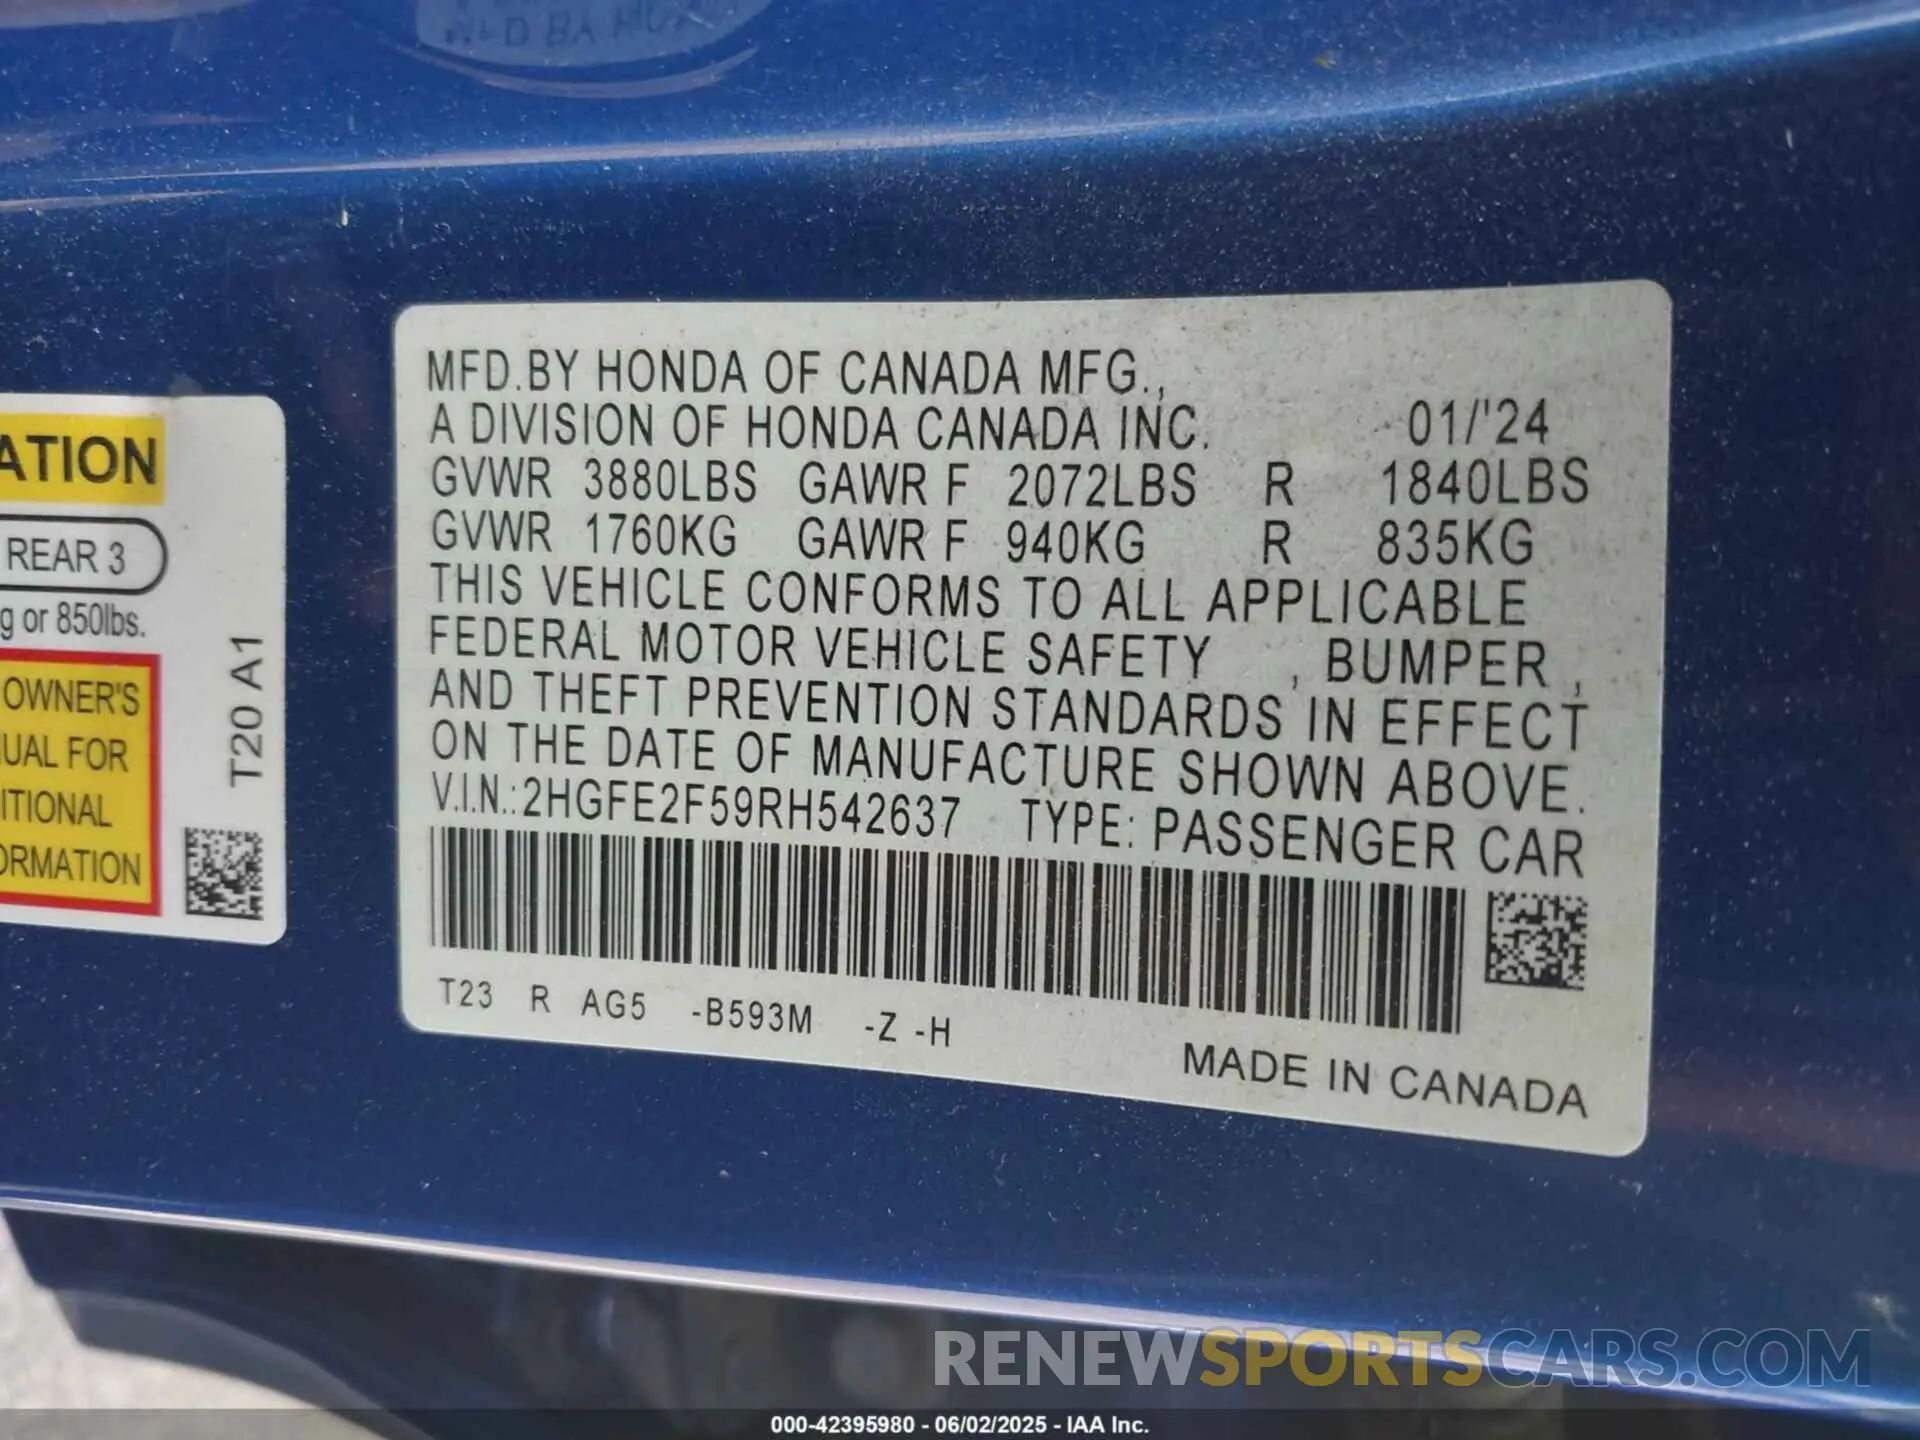 ATION
REAR 3
g or 850lbs.
OWNER'S
UAL FOR
ITIONAL
ORMATION
T20 A1
MFD.BY HONDA OF CANADA MFG.,
A DIVISION OF HONDA CANADA INC. 01/'24
GVWR 3880LBS GAWR F 2072LBS R 1840LBS
GVWR 1760KG GAWR F 940KG R 835KG
THIS VEHICLE CONFORMS TO ALL APPLICABLE
FEDERAL MOTOR VEHICLE SAFETY , BUMPER ,
AND THEFT PREVENTION STANDARDS IN EFFECT
ON THE DATE OF MANUFACTURE SHOWN ABOVE.
V.I.N.:2HGFE2F59RH542637 TYPE: PASSENGER CAR
T23 R AG5 -B593M -Z -H
MADE IN CANADA
RENEWSPORTSCARS.COM
000-42395980 - 06/02/2025 - IAA Inc.